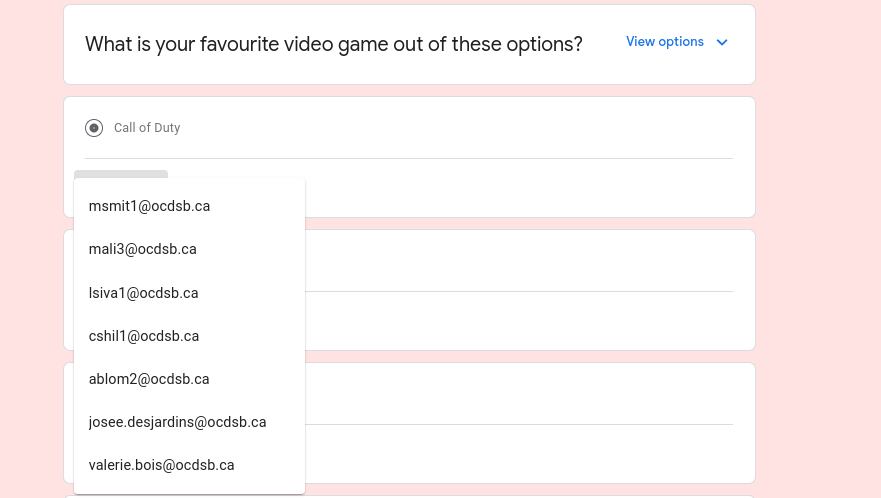 What is your favourite video game out of these options?
View options
Call of Duty
msmit1@ocdsb.ca
mali3@ocdsb.ca
lsiva1@ocdsb.ca
cshil1@ocdsb.ca
ablom2@ocdsb.ca
josee.desjardins@ocdsb.ca
valerie.bois@ocdsb.ca